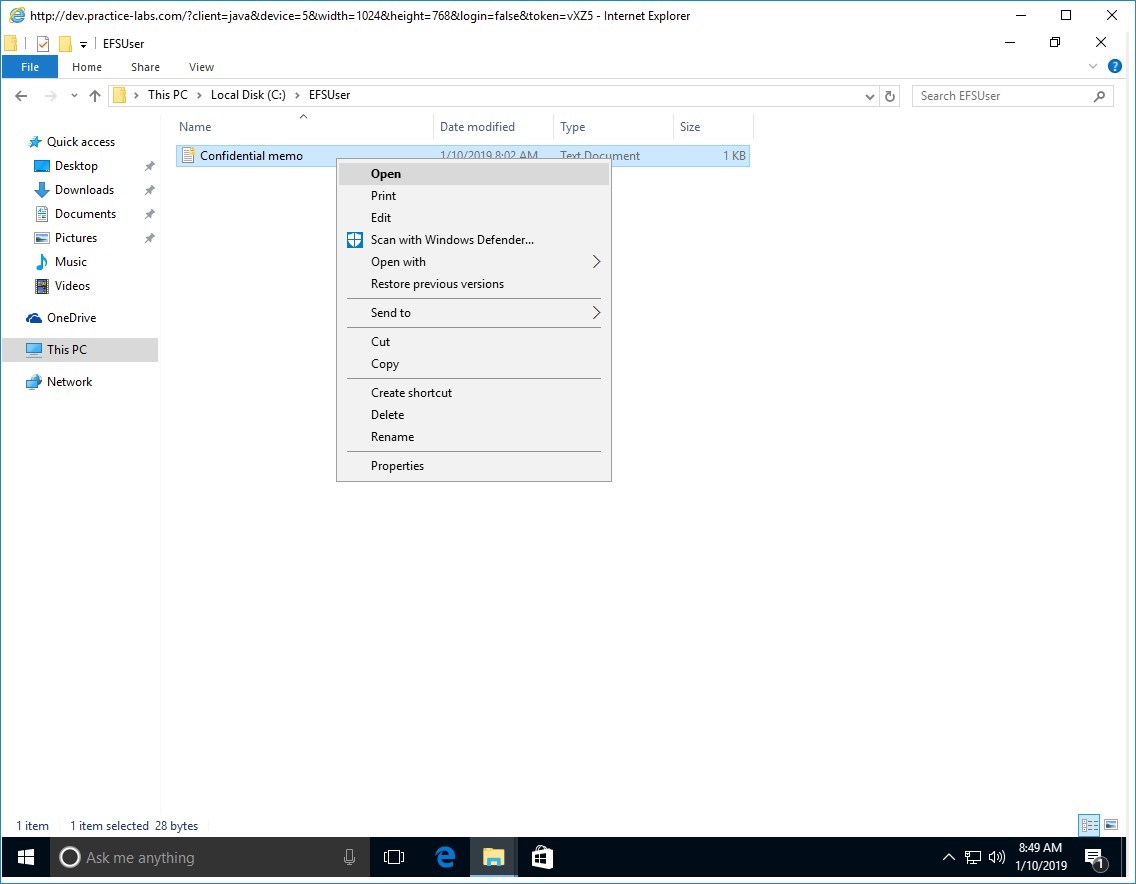 http://dev.practice-labs.com/?client=java&device=5&width=1024&height=768&login=false&token=vXZ5 - Internet Explorer
EFSUser
File Home Share View
This PC Local Disk (C:) EFSUser Search EFSUser
Name Date modified Type Size
Quick access
Confidential memo 1/10/2019 8:02 AM Text Document 1 KB
Desktop
Downloads
Documents
Pictures
Music
Videos
OneDrive
This PC
Network
Open
Print
Edit
Scan with Windows Defender...
Open with
Restore previous versions
Send to
Cut
Copy
Create shortcut
Delete
Rename
Properties
1 item 1 item selected 28 bytes
Ask me anything
8:49 AM
1/10/2019
1